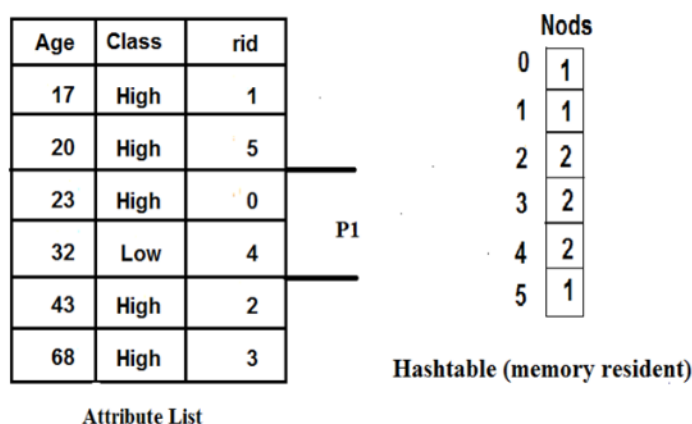 Age Class rid
17 High 1
20 High 5
23 High 0
32 Low 4
43 High 2
68 High 3
Attribute List
P1
Nods
0 1
1 1
2 2
3 2
4 2
5 1
Hashtable (memory resident)